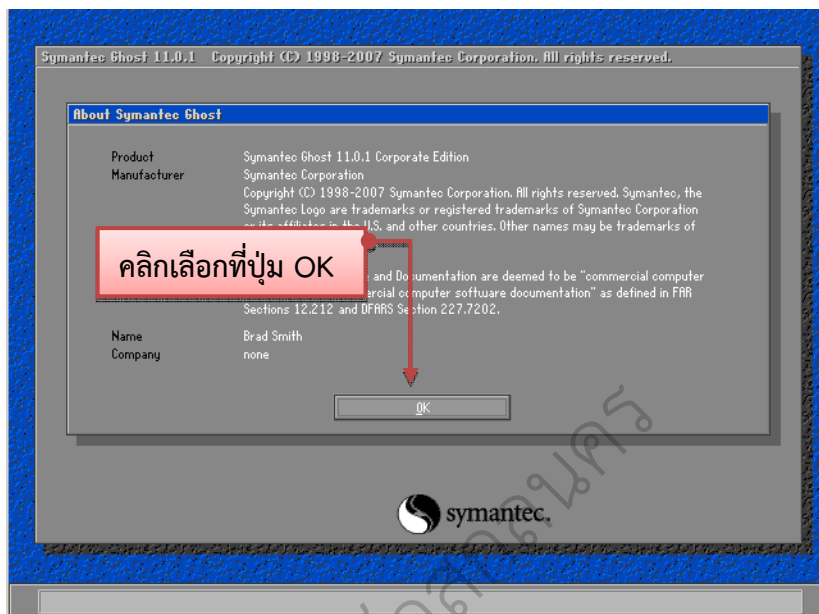 Symantec Ghost 11.0.1 Copyright (C) 1998-2007 Symantec Corporation. All rights reserved.
About Symantec Ghost
Product Symantec Ghost 11.0.1 Corporate Edition
Manufacturer Symantec Corporation
Copyright (C) 1998-2007 Symantec Corporation. All rights reserved. Symantec, the
Symantec Logo are trademarks or registered trademarks of Symantec Corporation
or its affiliates in the U.S. and other countries. Other names may be trademarks of
คลิกเลือกที่ปุ่ม OK
and Documentation are deemed to be "commercial computer
computer software documentation" as defined in FAR
Sections 12.212 and DFARS Section 227.7202.
Name Brad Smith
Company none
OK
symantec.